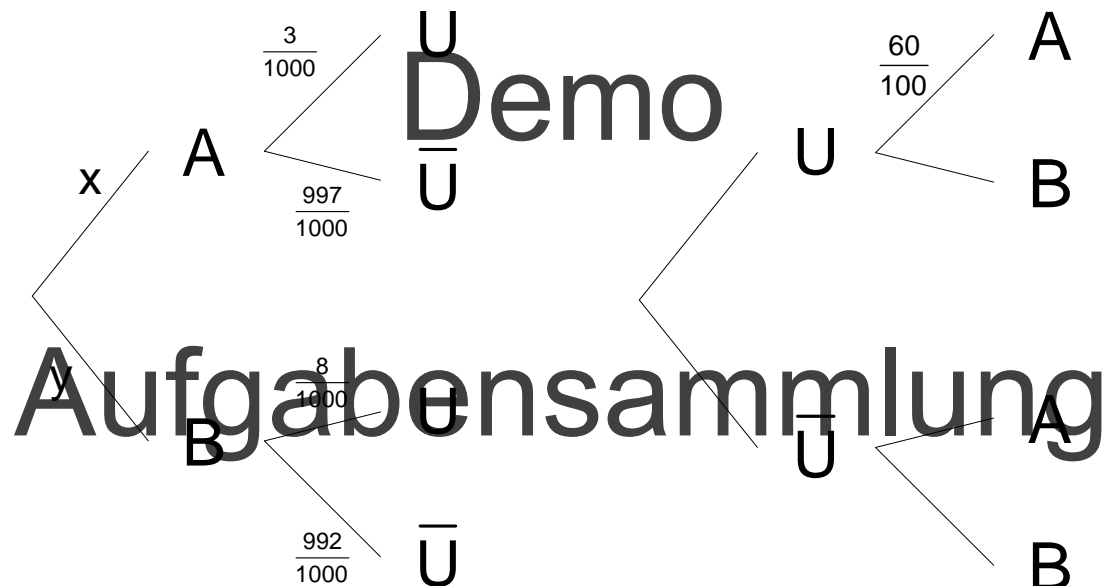 3/1000 U 60/100 A
Demo
x A U̅ U B
997/1000
y 8/1000 U A
Aufgabensammlung
B U̅
992/1000 U̅ B